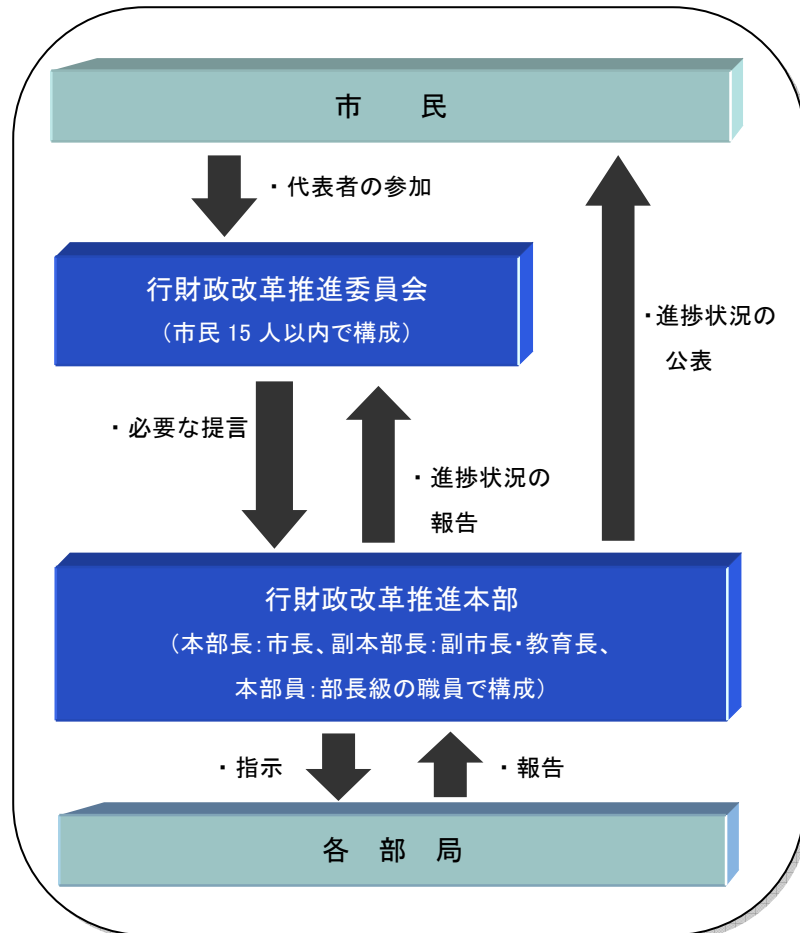 市　　民
・代表者の参加
行財政改革推進委員会
（市民 15 人以内で構成）
・進捗状況の
公表
・必要な提言
・進捗状況の
報告
行財政改革推進本部
（本部長：市長、副本部長：副市長・教育長、
本部員：部長級の職員で構成）
・指示
・報告
各　部　局